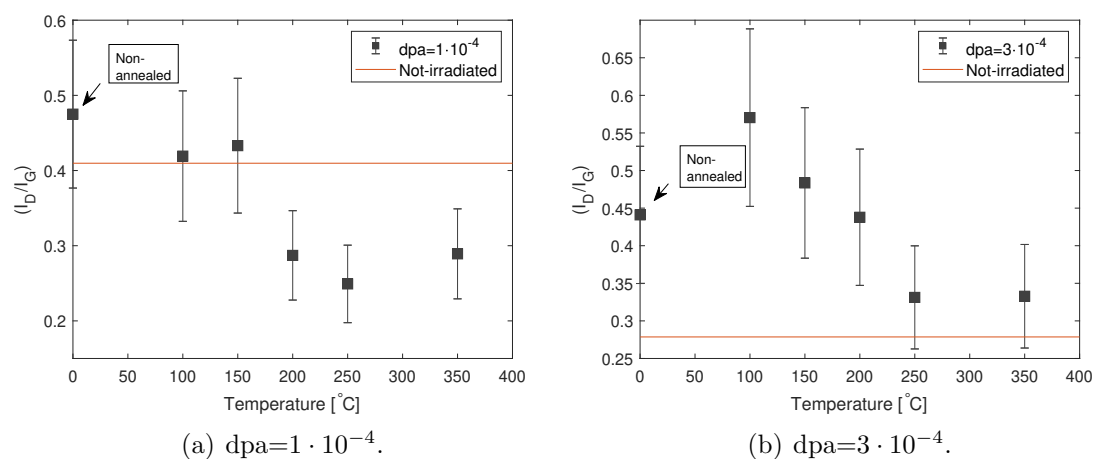 0.6
0.5
0.4
0.3
0.2
(I_D/I_G)
Non-
annealed
dpa=1·10^-4
Not-irradiated
0 50 100 150 200 250 300 350 400
Temperature [°C]
(a) dpa=1 · 10^−4.
0.65
0.6
0.55
0.5
0.45
0.4
0.35
0.3
0.25
(I_D/I_G)
Non-
annealed
dpa=3·10^-4
Not-irradiated
0 50 100 150 200 250 300 350 400
Temperature [°C]
(b) dpa=3 · 10^−4.